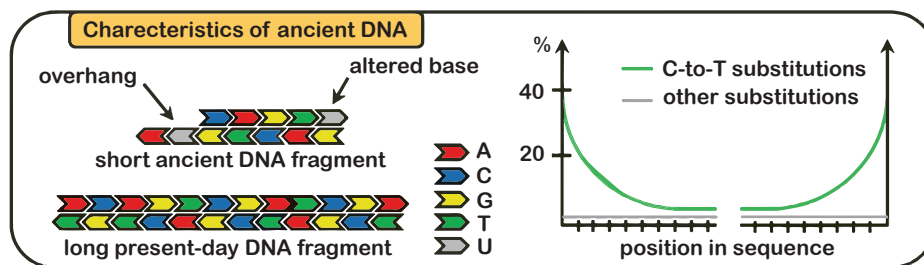 Charecteristics of ancient DNA
overhang
altered base
short ancient DNA fragment
long present-day DNA fragment
A
C
G
T
U
%
40
20
C-to-T substitutions
other substitutions
position in sequence